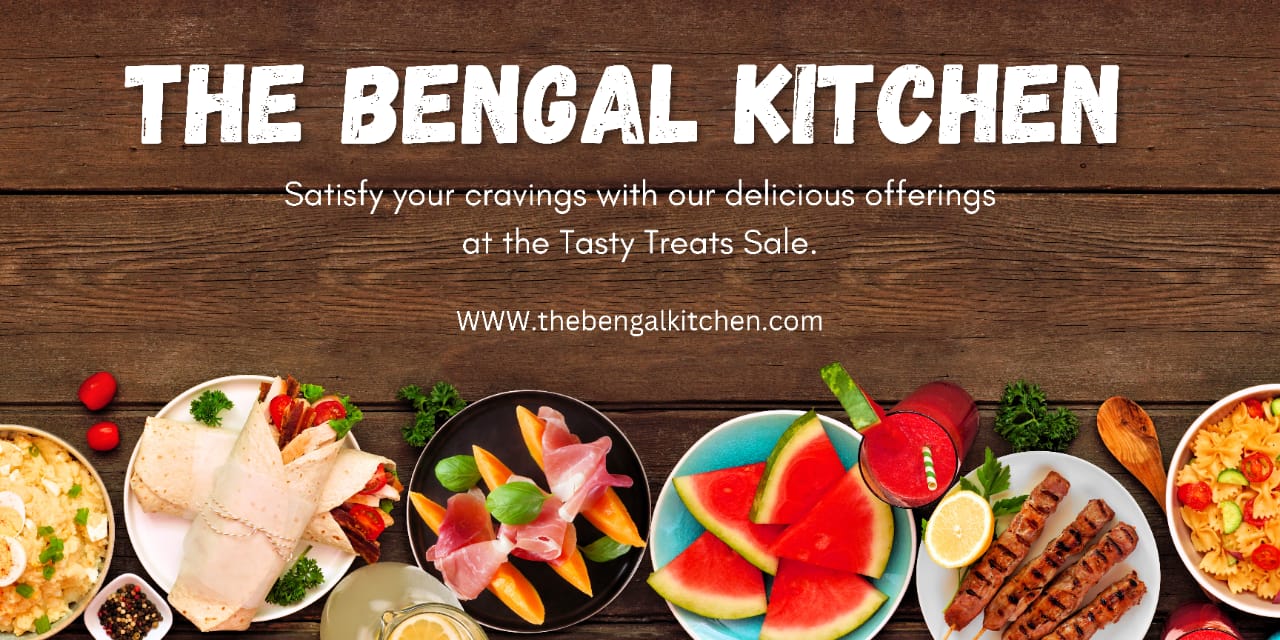 THE BENGAL KITCHEN
Satisfy your cravings with our delicious offerings
at the Tasty Treats Sale.
WWW.thebengalkitchen.com